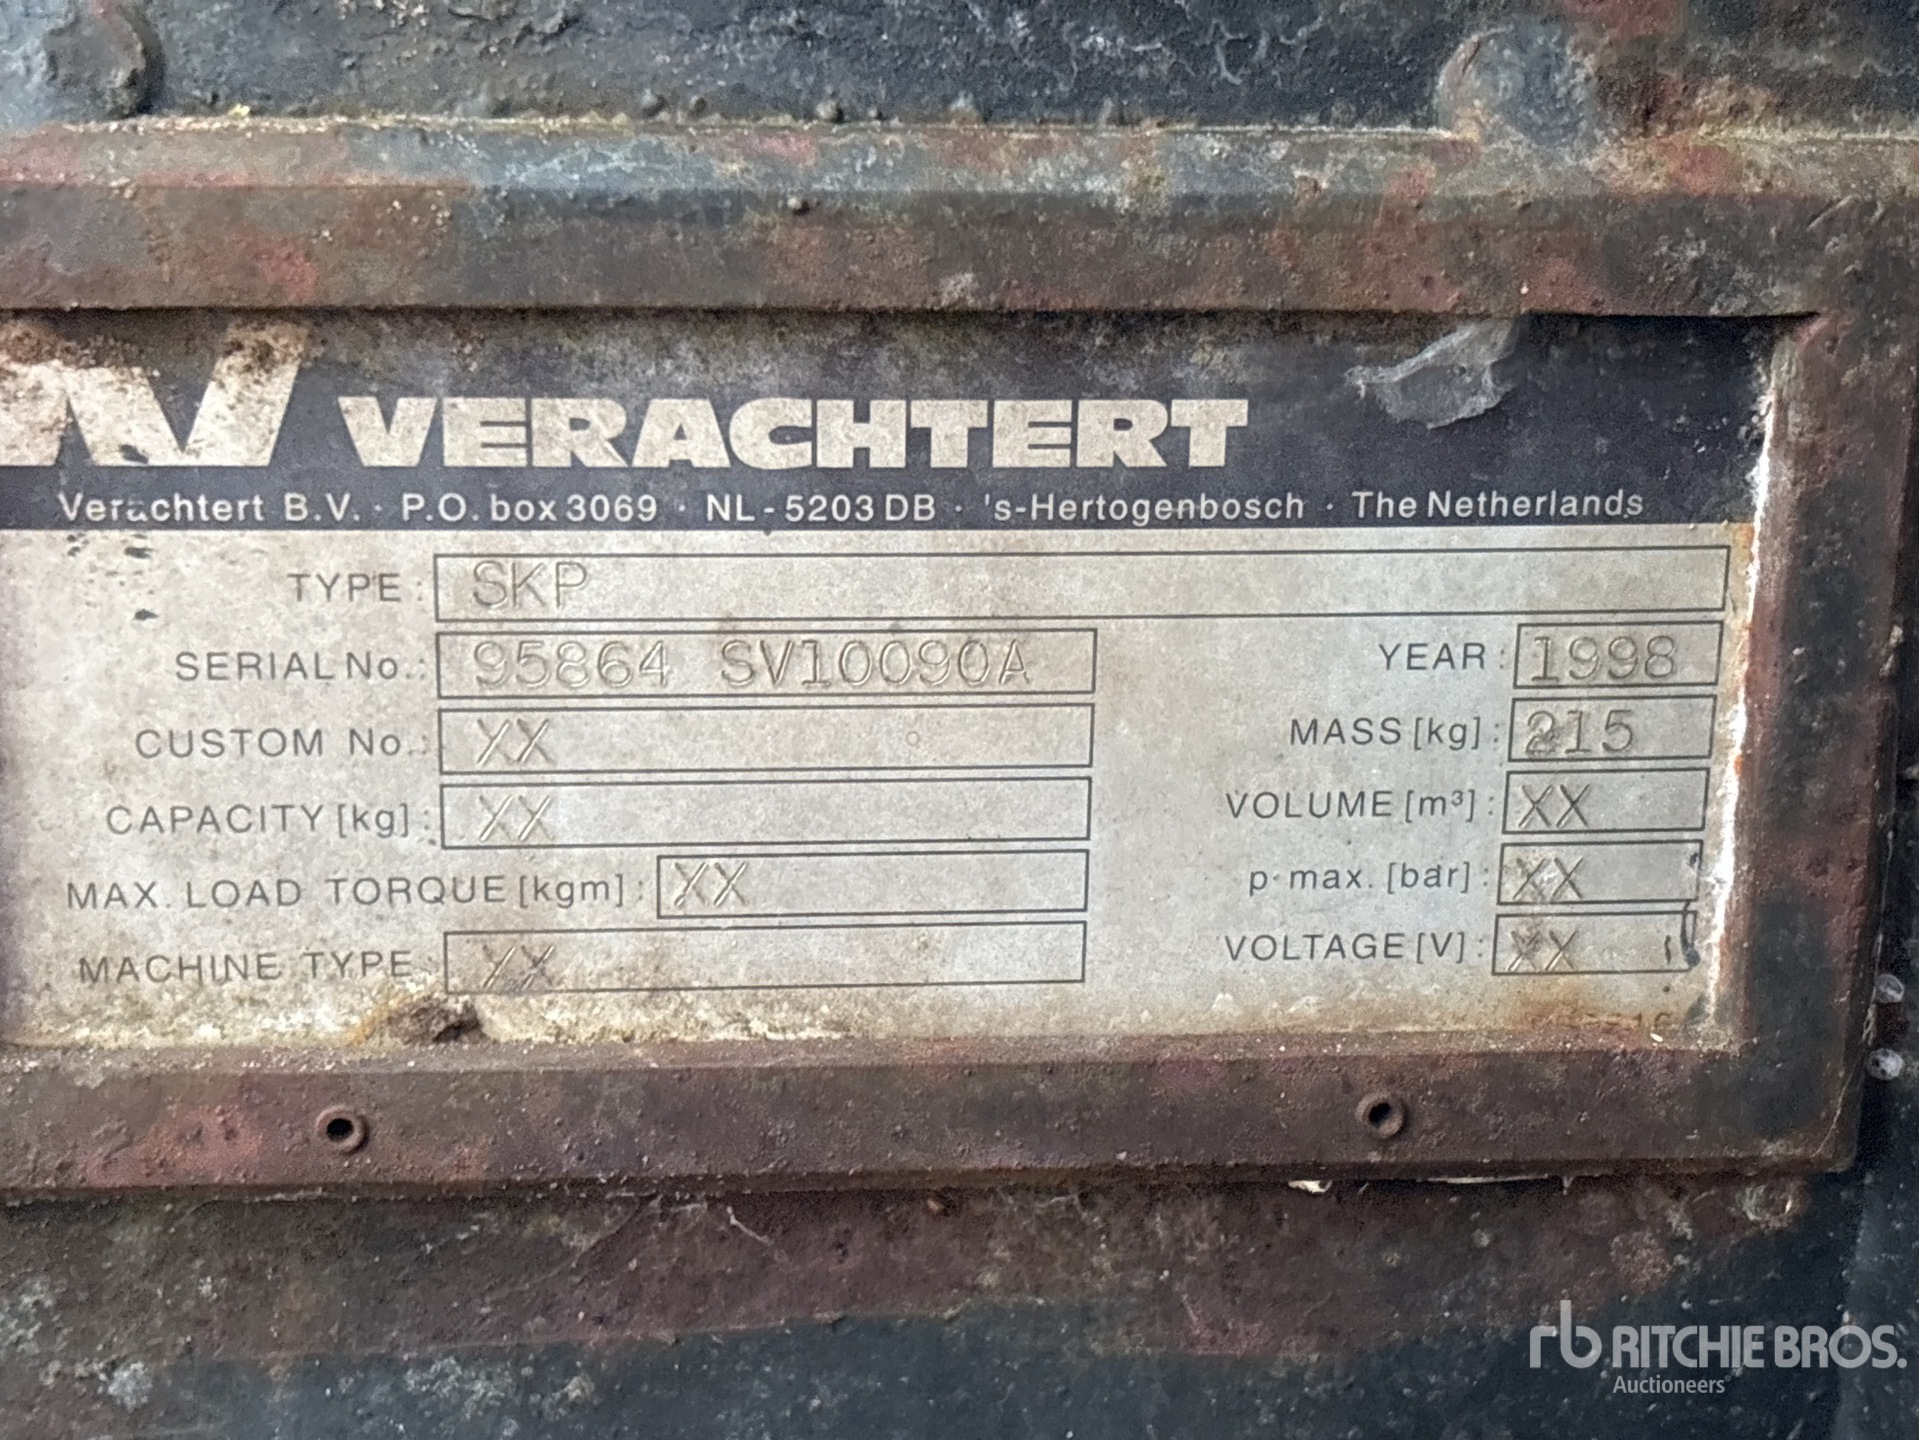 VERACHTERT
Verachtert B.V. · P.O. box 3069 · NL - 5203 DB · 's-Hertogenbosch · The Netherlands
TYPE : SKP
SERIAL No. : 95864 SV10090A YEAR : 1998
CUSTOM No. : XX MASS [kg] : 215
CAPACITY [kg] : XX VOLUME [m³] : XX
MAX. LOAD TORQUE [kgm] : XX p. max. [bar] : XX
MACHINE TYPE : XX VOLTAGE [V] : XX
rb RITCHIE BROS.
Auctioneers